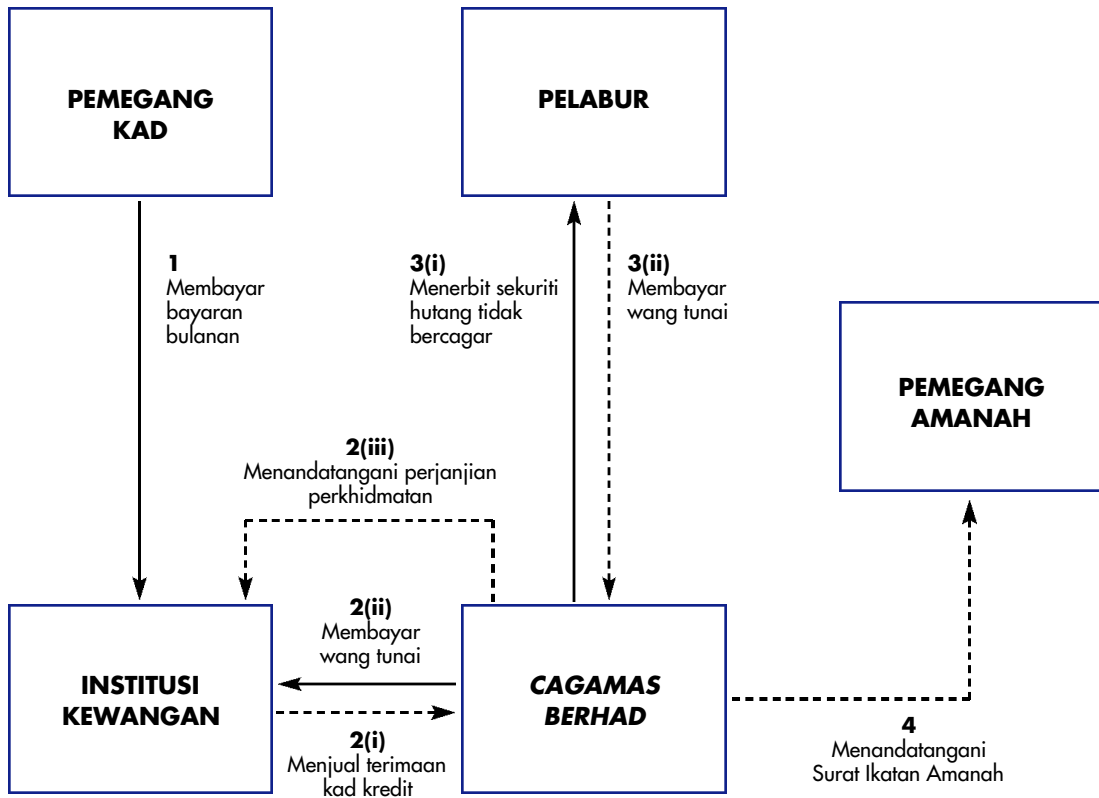 PEMEGANG
KAD
PELABUR
1
Membayar
bayaran
bulanan
3(i)
Menerbit sekuriti
hutang tidak
bercagar
3(ii)
Membayar
wang tunai
PEMEGANG
AMANAH
2(iii)
Menandatangani perjanjian
perkhidmatan
2(ii)
Membayar
wang tunai
INSTITUSI
KEWANGAN
CAGAMAS
BERHAD
2(i)
Menjual terimaan
kad kredit
4
Menandatangani
Surat Ikatan Amanah